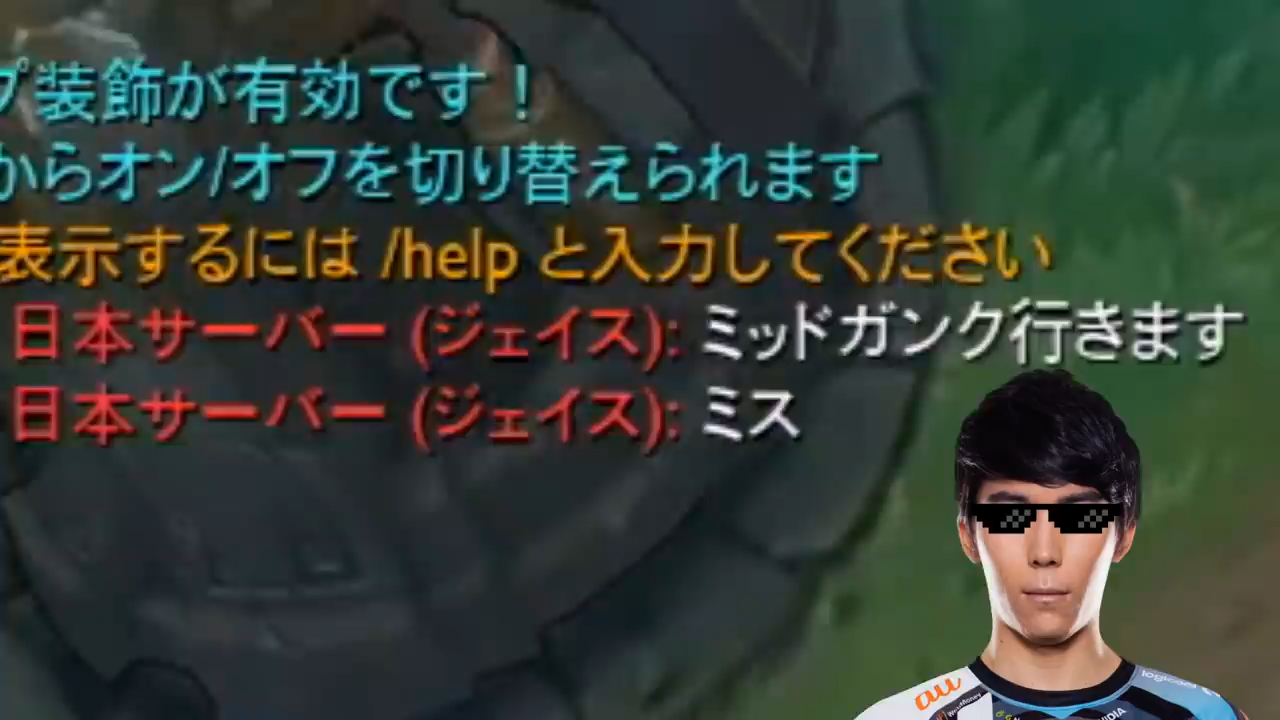 プ装飾が有効です！
からオン/オフを切り替えられます
表示するには /help と入力してください
日本サーバー (ジェイス): ミッドガンク行きます
日本サーバー (ジェイス): ミス
au